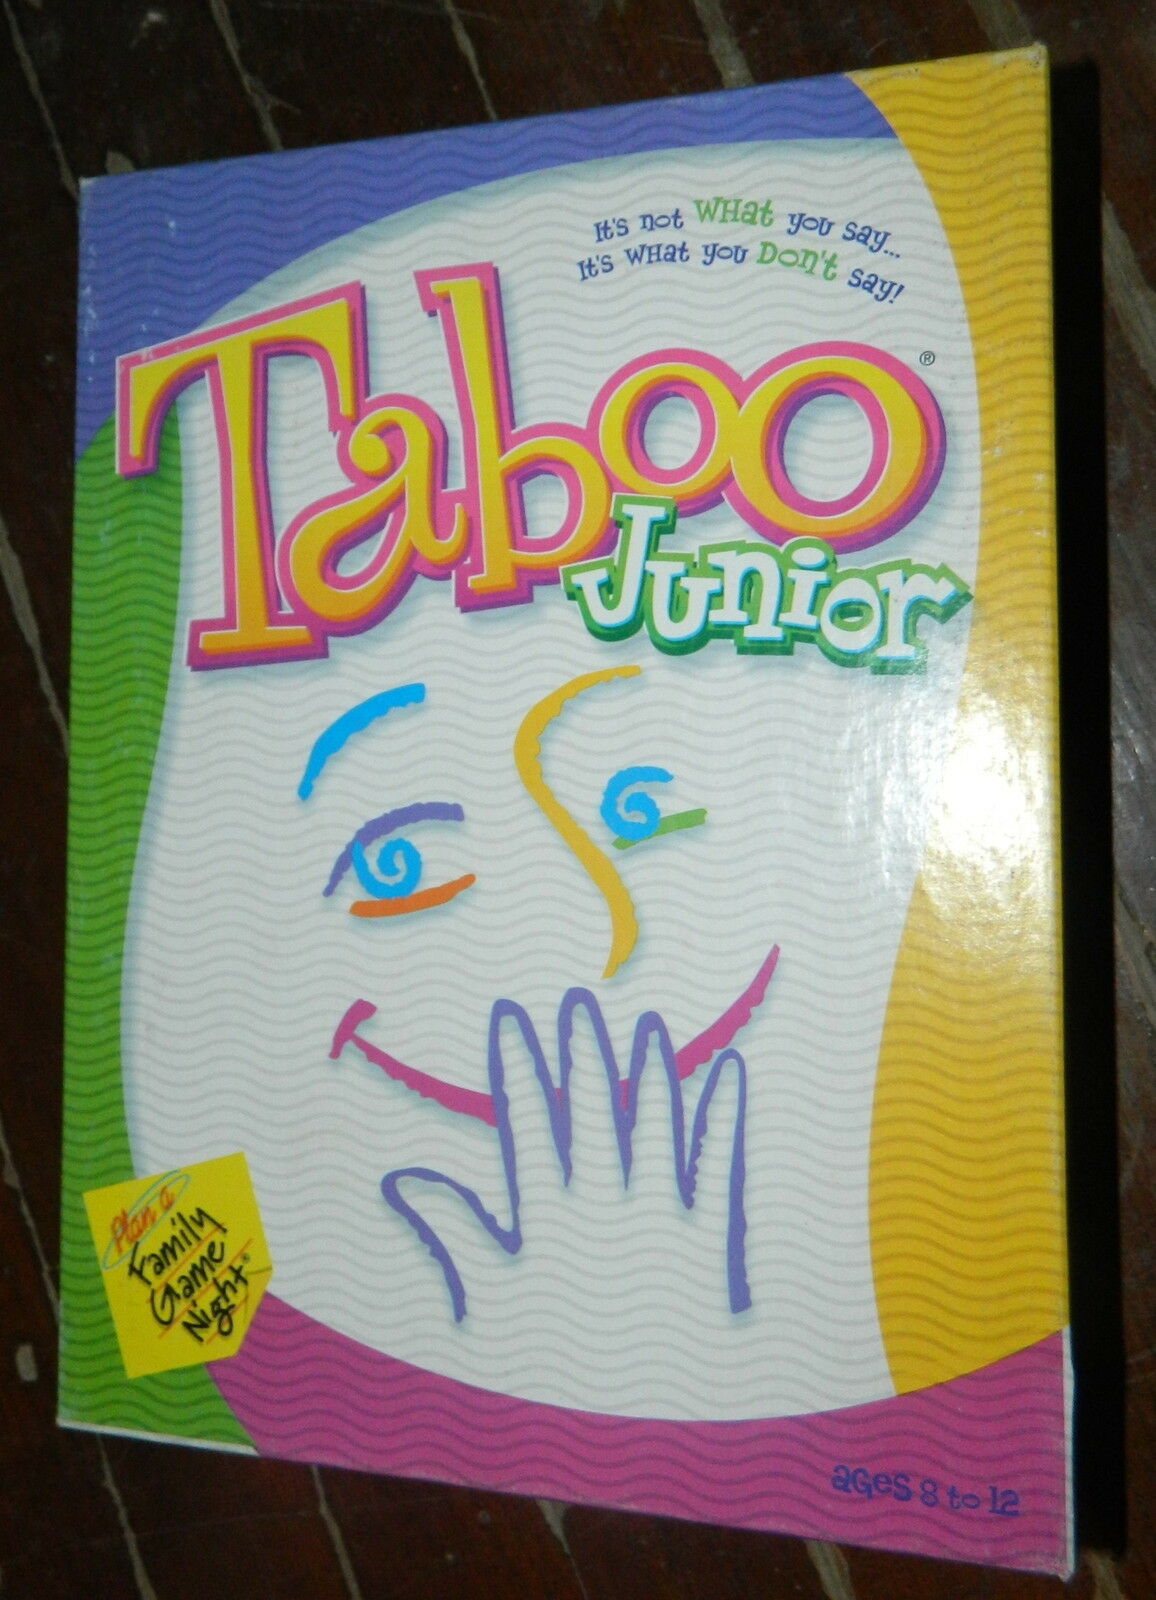 It's not WHat you say...
It's WHat you Don't say!
Taboo®
Junior
Plan a
Family
Game
Night®
aGes 8 to 12